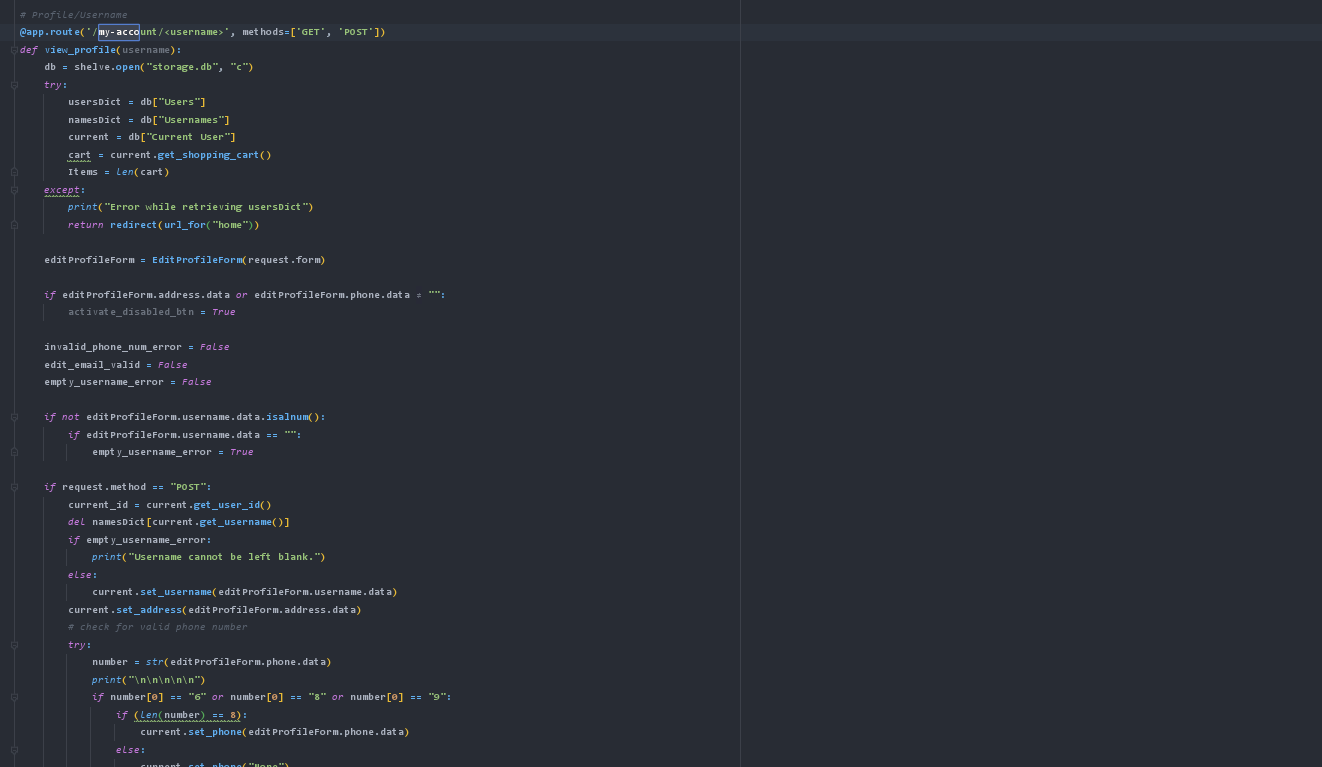 # Profile/Username
@app.route('/my-account/<username>', methods=['GET', 'POST'])
def view_profile(username):
    db = shelve.open("storage.db", "c")
    try:
        usersDict = db["Users"]
        namesDict = db["Usernames"]
        current = db["Current User"]
        cart = current.get_shopping_cart()
        Items = len(cart)
    except:
        print("Error while retrieving usersDict")
        return redirect(url_for("home"))
    editProfileForm = EditProfileForm(request.form)
    if editProfileForm.address.data or editProfileForm.phone.data ≠ "":
        activate_disabled_btn = True
    invalid_phone_num_error = False
    edit_email_valid = False
    empty_username_error = False
    if not editProfileForm.username.data.isalnum():
        if editProfileForm.username.data == "":
            empty_username_error = True
    if request.method == "POST":
        current_id = current.get_user_id()
        del namesDict[current.get_username()]
        if empty_username_error:
            print("Username cannot be left blank.")
        else:
            current.set_username(editProfileForm.username.data)
        current.set_address(editProfileForm.address.data)
        # check for valid phone number
        try:
            number = str(editProfileForm.phone.data)
            print("\n\n\n\n\n")
            if number[0] == "6" or number[0] == "8" or number[0] == "9":
                if (len(number) == 8):
                    current.set_phone(editProfileForm.phone.data)
                else:
                    current.set_phone("None")